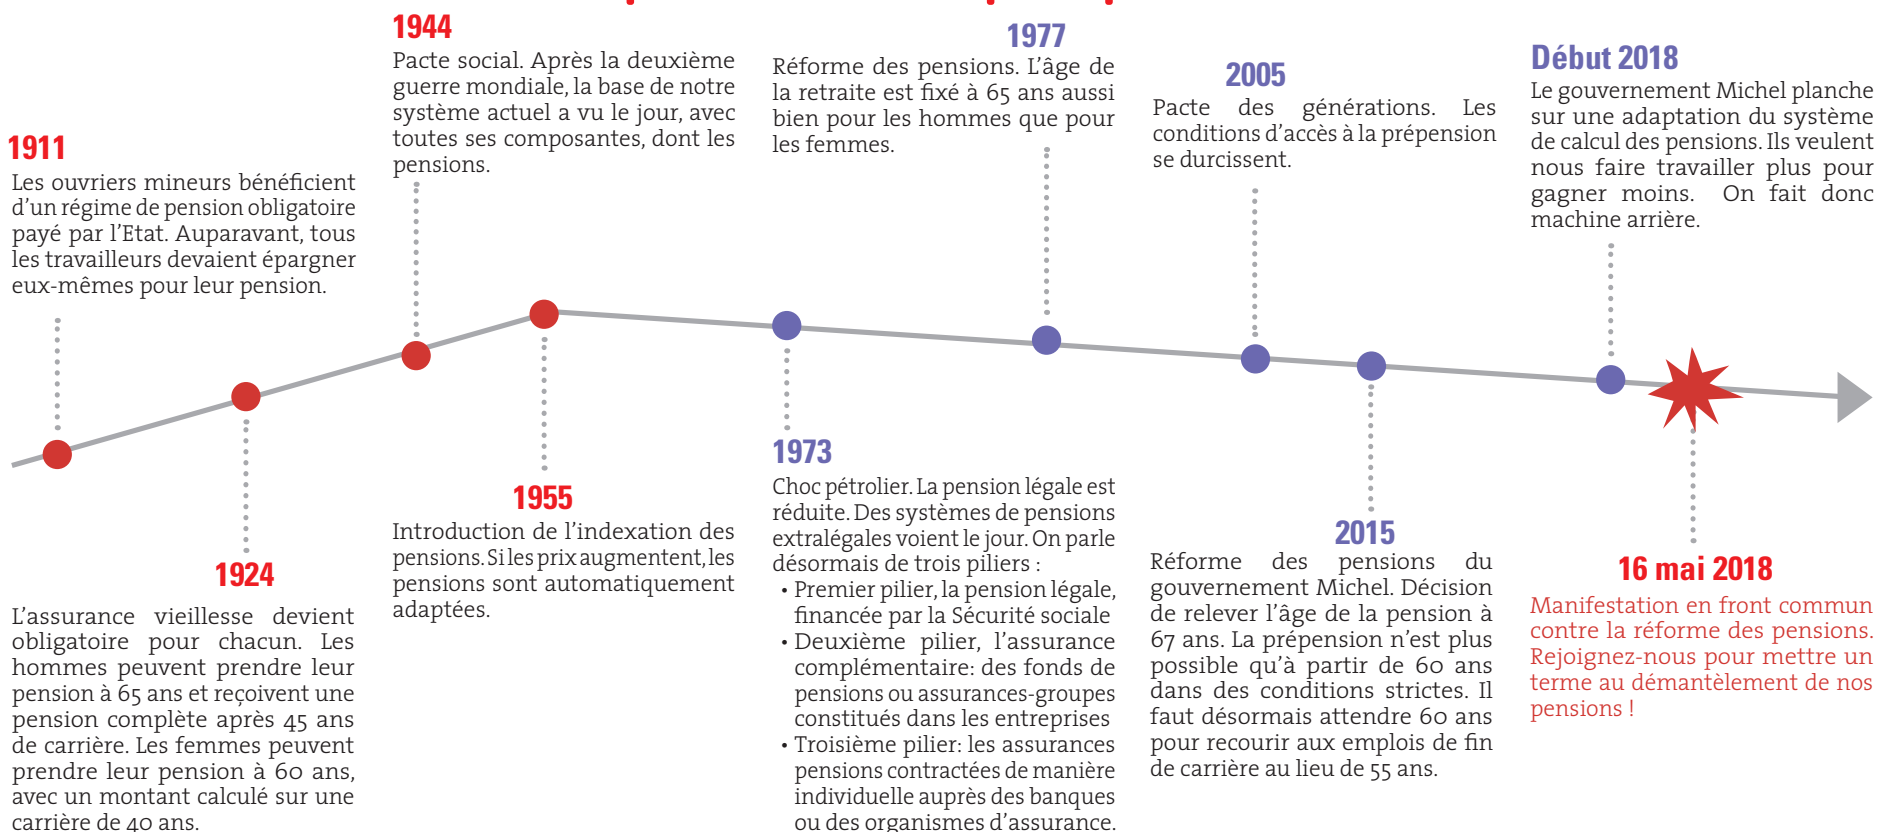 1911
Les ouvriers mineurs bénéficient
d'un régime de pension obligatoire
payé par l'Etat. Auparavant, tous
les travailleurs devaient épargner
eux-mêmes pour leur pension.
1924
L'assurance vieillesse devient
obligatoire pour chacun. Les
hommes peuvent prendre leur
pension à 65 ans et reçoivent une
pension complète après 45 ans
de carrière. Les femmes peuvent
prendre leur pension à 60 ans,
avec un montant calculé sur une
carrière de 40 ans.
1944
Pacte social. Après la deuxième
guerre mondiale, la base de notre
système actuel a vu le jour, avec
toutes ses composantes, dont les
pensions.
1955
Introduction de l'indexation des
pensions. Si les prix augmentent, les
pensions sont automatiquement
adaptées.
1973
Choc pétrolier. La pension légale est
réduite. Des systèmes de pensions
extralégales voient le jour. On parle
désormais de trois piliers :
• Premier pilier, la pension légale,
financée par la Sécurité sociale
• Deuxième pilier, l'assurance
complémentaire: des fonds de
pensions ou assurances-groupes
constitués dans les entreprises
• Troisième pilier: les assurances
pensions contractées de manière
individuelle auprès des banques
ou des organismes d'assurance.
1977
Réforme des pensions. L'âge de
la retraite est fixé à 65 ans aussi
bien pour les hommes que pour
les femmes.
2005
Pacte des générations. Les
conditions d'accès à la prépension
se durcissent.
2015
Réforme des pensions du
gouvernement Michel. Décision
de relever l'âge de la pension à
67 ans. La prépension n'est plus
possible qu'à partir de 60 ans
dans des conditions strictes. Il
faut désormais attendre 60 ans
pour recourir aux emplois de fin
de carrière au lieu de 55 ans.
Début 2018
Le gouvernement Michel planche
sur une adaptation du système
de calcul des pensions. Ils veulent
nous faire travailler plus pour
gagner moins. On fait donc
machine arrière.
16 mai 2018
Manifestation en front commun
contre la réforme des pensions.
Rejoignez-nous pour mettre un
terme au démantèlement de nos
pensions !